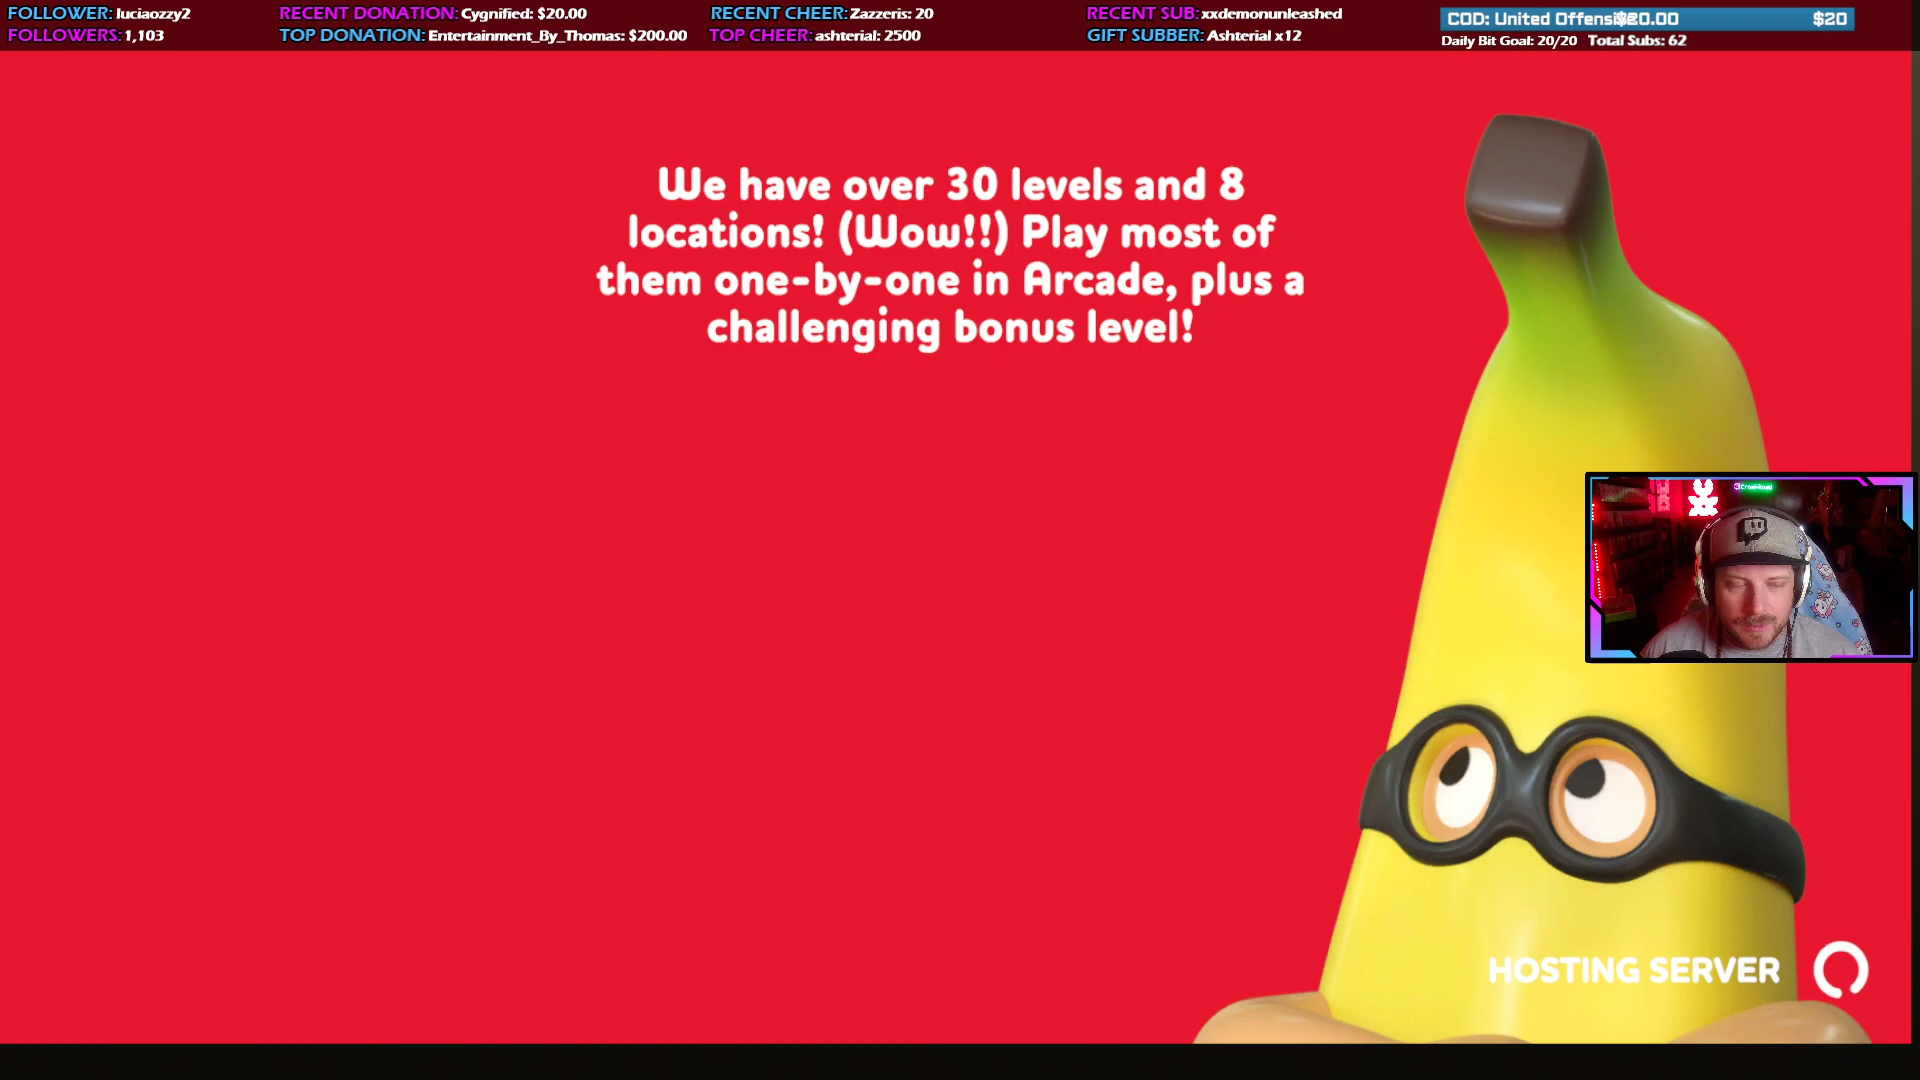 FOLLOWER: luciaozzy2
FOLLOWERS: 1,103
RECENT DONATION: Cygnified: $20.00
TOP DONATION: Entertainment_By_Thomas: $200.00
RECENT CHEER: Zazzeris: 20
TOP CHEER: ashterial: 2500
RECENT SUB: xxdemonunleashed
GIFT SUBBER: Ashterial x12
COD: United Offensi $20
Daily Bit Goal: 20/20 Total Subs: 62
We have over 30 levels and 8
locations! (Wow!!) Play most of
them one-by-one in Arcade, plus a
challenging bonus level!
HOSTING SERVER